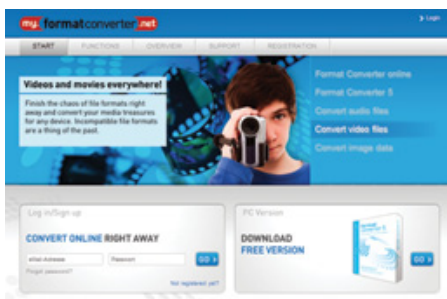 my formatconverter.net
Login
START FUNCTIONS OVERVIEW SUPPORT REGISTRATION
Videos and movies everywhere!
Finish the chaos of file formats right
away and convert your media treasures
for any device. Incompatible file formats
are a thing of the past.
Format Converter online
Format Converter 5
Convert audio files
Convert video files
Convert image data
Log in/Sign up
CONVERT ONLINE RIGHT AWAY
eMail-Adresse Passwort GO
Forgot password?
Not registered yet?
PC Version
DOWNLOAD
FREE VERSION
GO